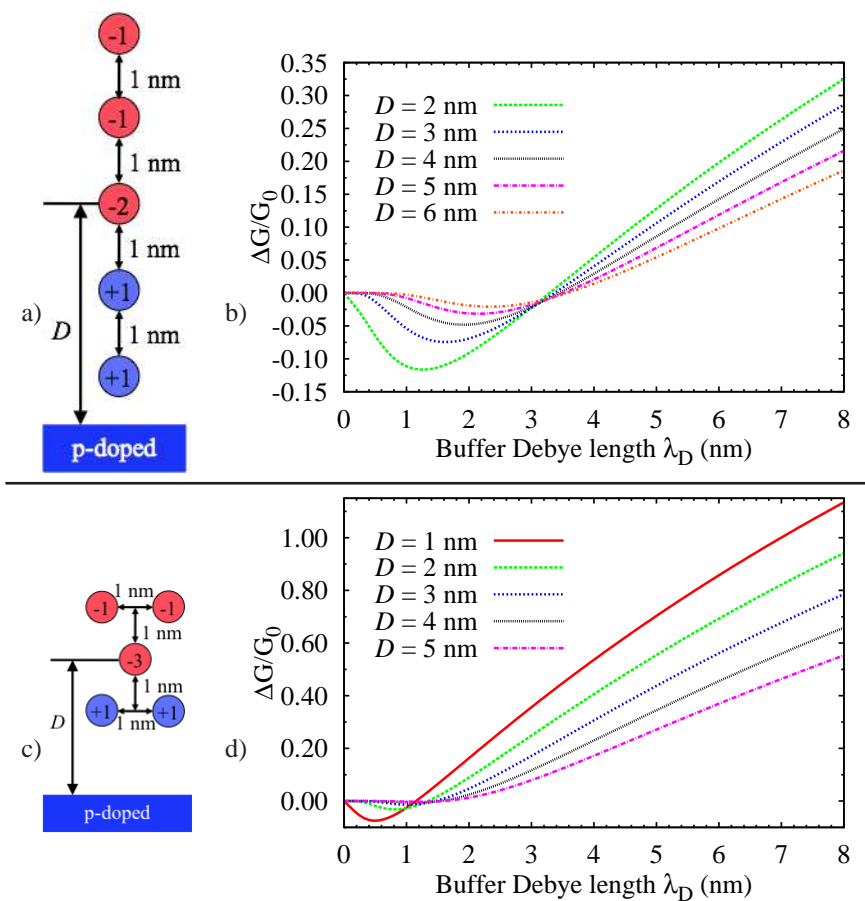 -1
1 nm
-1
1 nm
-2
1 nm
+1
1 nm
+1
D
p-doped
a)
b)
0.35
0.30
0.25
0.20
0.15
0.10
0.05
0.00
-0.05
-0.10
-0.15
ΔG/G0
D = 2 nm
D = 3 nm
D = 4 nm
D = 5 nm
D = 6 nm
0 1 2 3 4 5 6 7 8
Buffer Debye length λD (nm)
1 nm
-1 -1
1 nm
-3
1 nm
+1 +1
1 nm
D
p-doped
c)
d)
1.00
0.80
0.60
0.40
0.20
0.00
ΔG/G0
D = 1 nm
D = 2 nm
D = 3 nm
D = 4 nm
D = 5 nm
0 1 2 3 4 5 6 7 8
Buffer Debye length λD (nm)